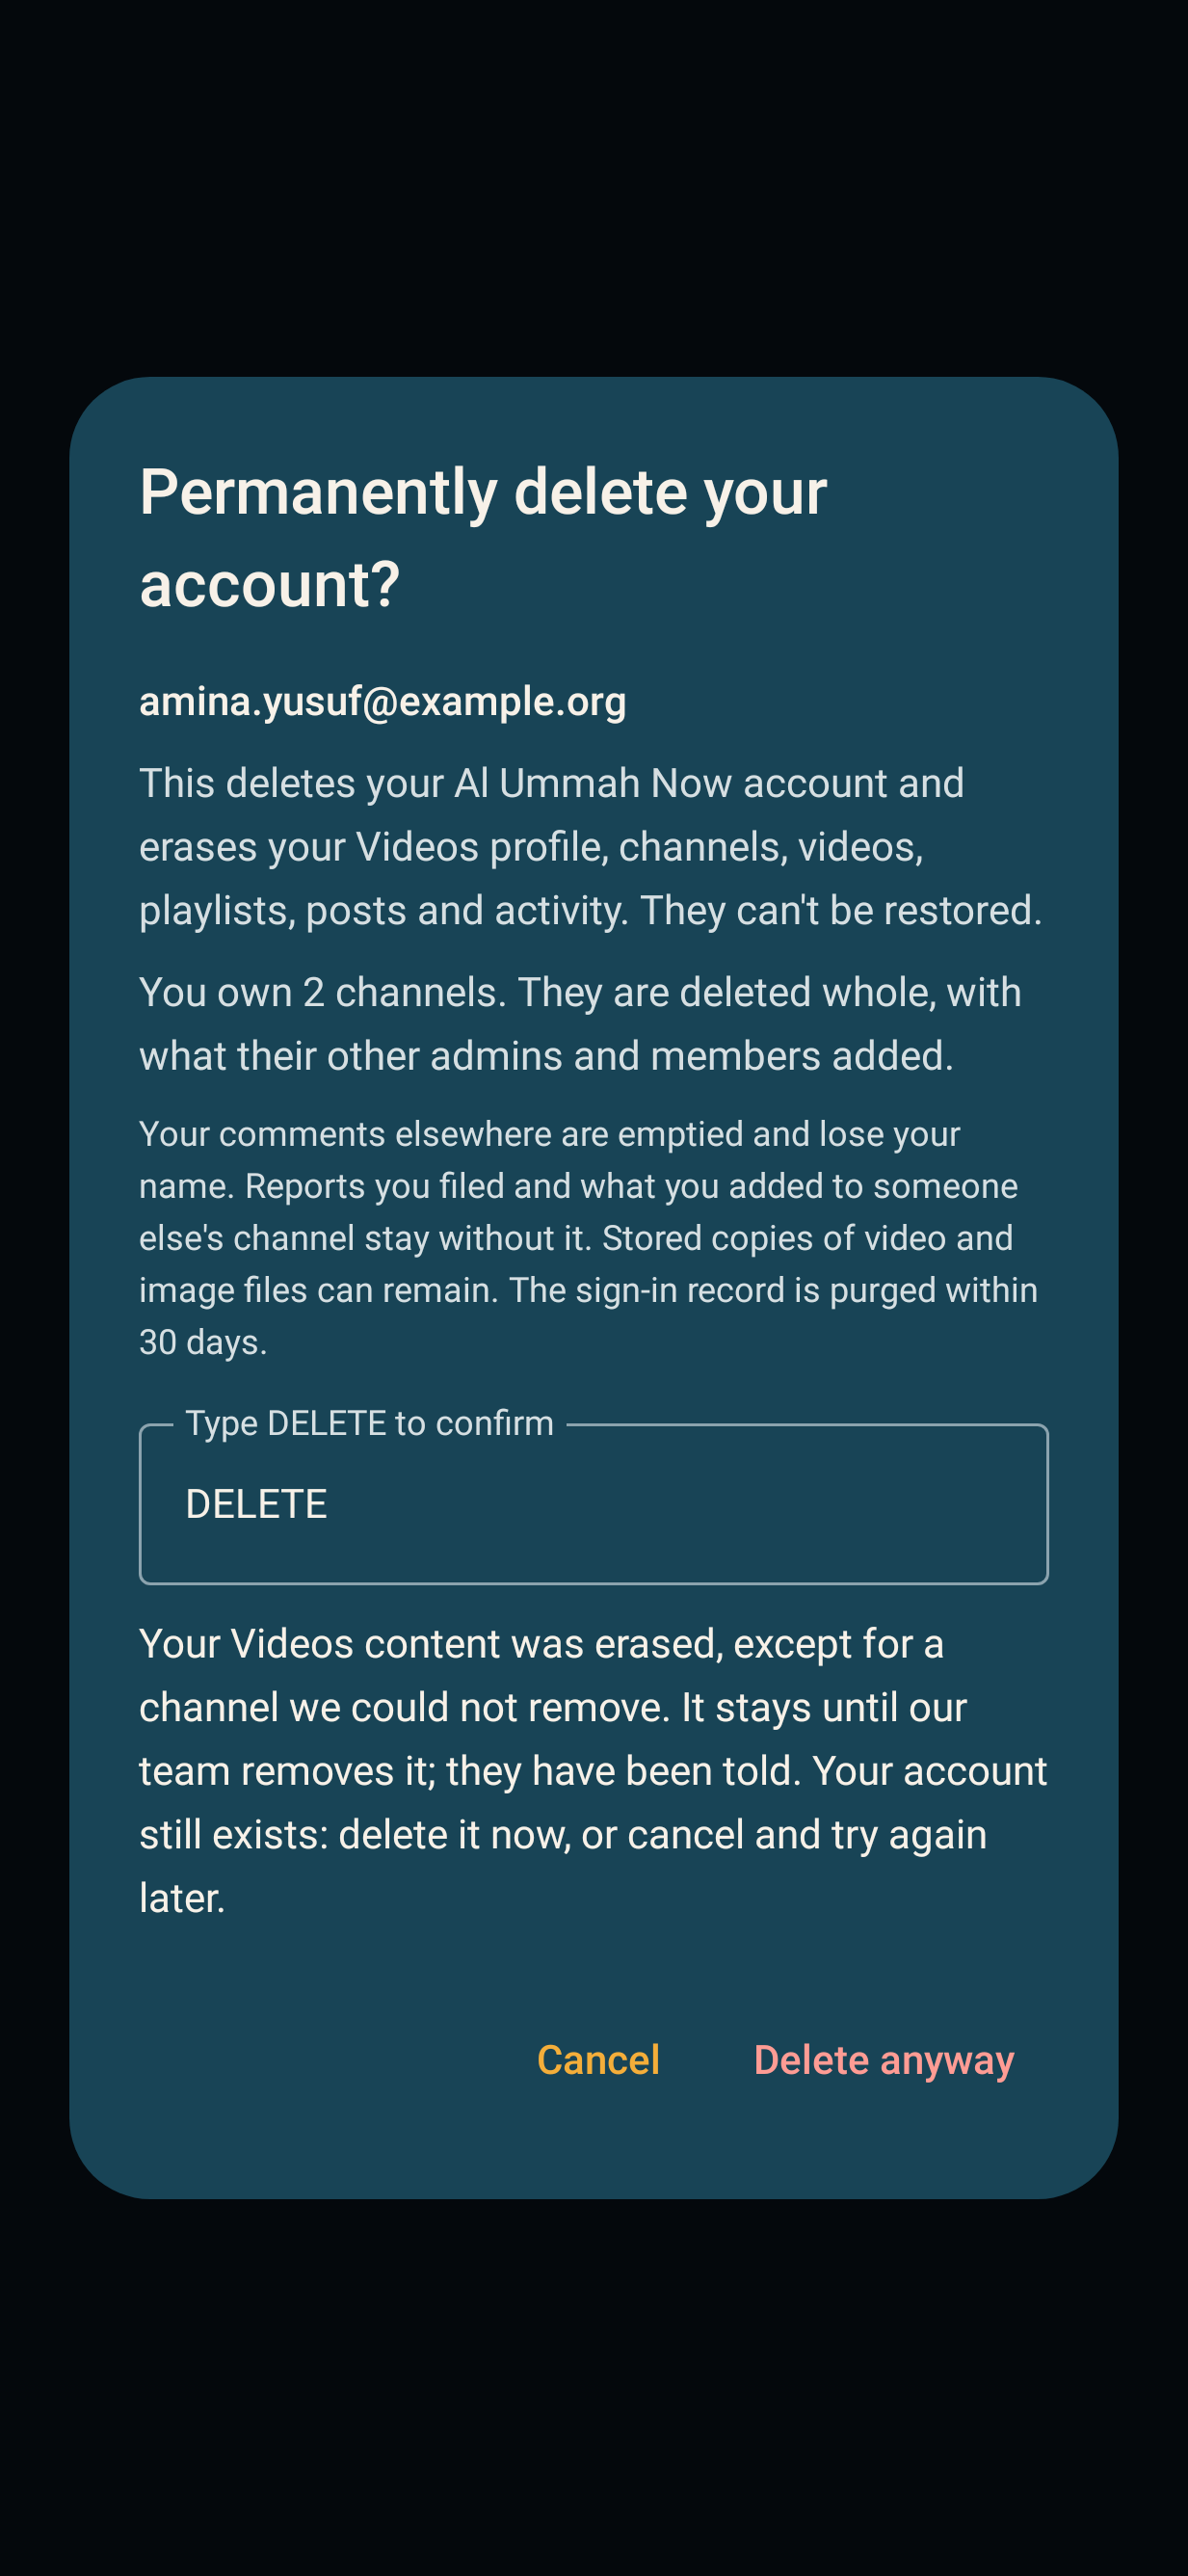 Permanently delete your
account?
amina.yusuf@example.org
This deletes your Al Ummah Now account and
erases your Videos profile, channels, videos,
playlists, posts and activity. They can't be restored.
You own 2 channels. They are deleted whole, with
what their other admins and members added.
Your comments elsewhere are emptied and lose your
name. Reports you filed and what you added to someone
else's channel stay without it. Stored copies of video and
image files can remain. The sign-in record is purged within
30 days.
Type DELETE to confirm
DELETE
Your Videos content was erased, except for a
channel we could not remove. It stays until our
team removes it; they have been told. Your account
still exists: delete it now, or cancel and try again
later.
Cancel Delete anyway